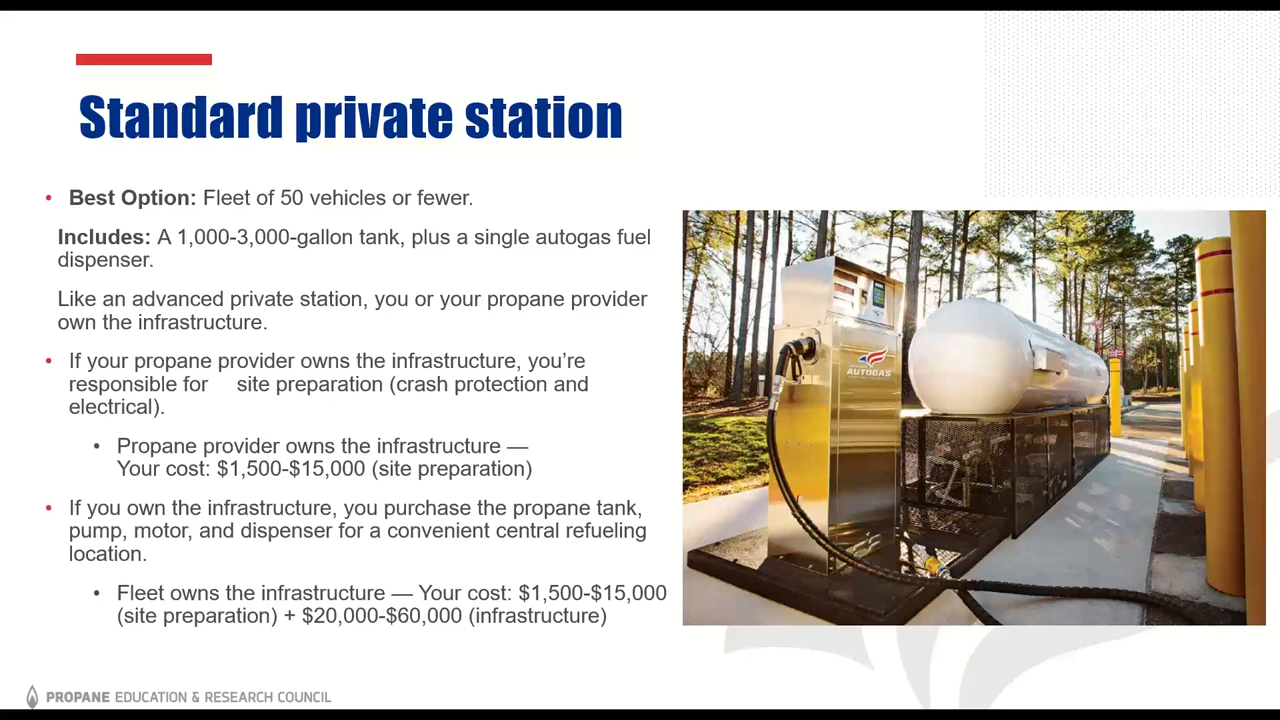 Standard private station
• Best Option: Fleet of 50 vehicles or fewer.
Includes: A 1,000-3,000-gallon tank, plus a single autogas fuel
dispenser.
Like an advanced private station, you or your propane provider
own the infrastructure.
• If your propane provider owns the infrastructure, you’re
responsible for site preparation (crash protection and
electrical).
• Propane provider owns the infrastructure —
Your cost: $1,500-$15,000 (site preparation)
• If you own the infrastructure, you purchase the propane tank,
pump, motor, and dispenser for a convenient central refueling
location.
• Fleet owns the infrastructure — Your cost: $1,500-$15,000
(site preparation) + $20,000-$60,000 (infrastructure)
AUTOGAS
PROPANE EDUCATION & RESEARCH COUNCIL